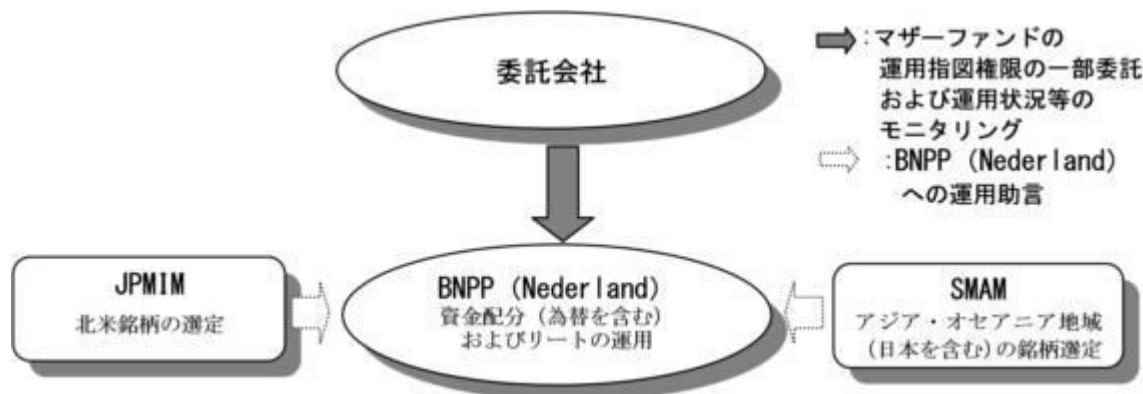 委託会社
:マザーファンドの
運用指図権限の一部委託
および運用状況等の
モニタリング
:BNPP (Nederland)
への運用助言
JPMIM
北米銘柄の選定
BNPP (Nederland)
資金配分(為替を含む)
およびリートの運用
SMAM
アジア・オセアニア地域
(日本を含む)の銘柄選定